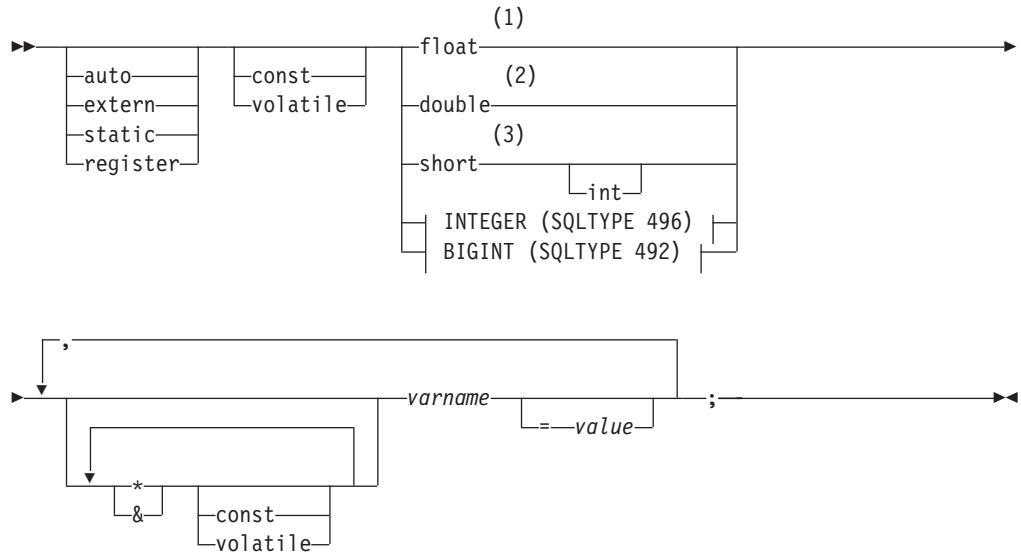 (1)
float
auto const (2)
extern volatile double
static (3)
register short
int
INTEGER (SQLTYPE 496)
BIGINT (SQLTYPE 492)
,
varname ;
= value
*
& const
volatile